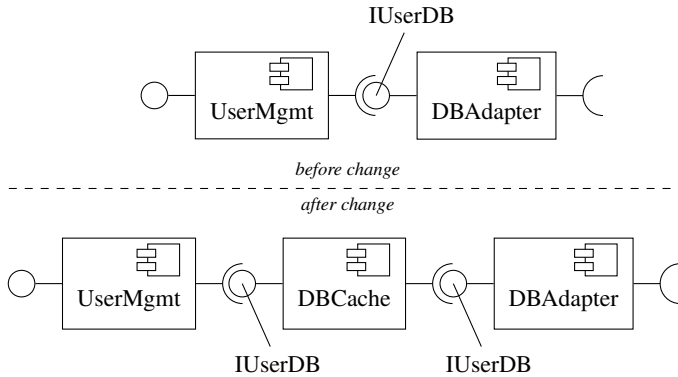 IUserDB
UserMgmt
DBAdapter
before change
after change
UserMgmt
DBCache
DBAdapter
IUserDB
IUserDB